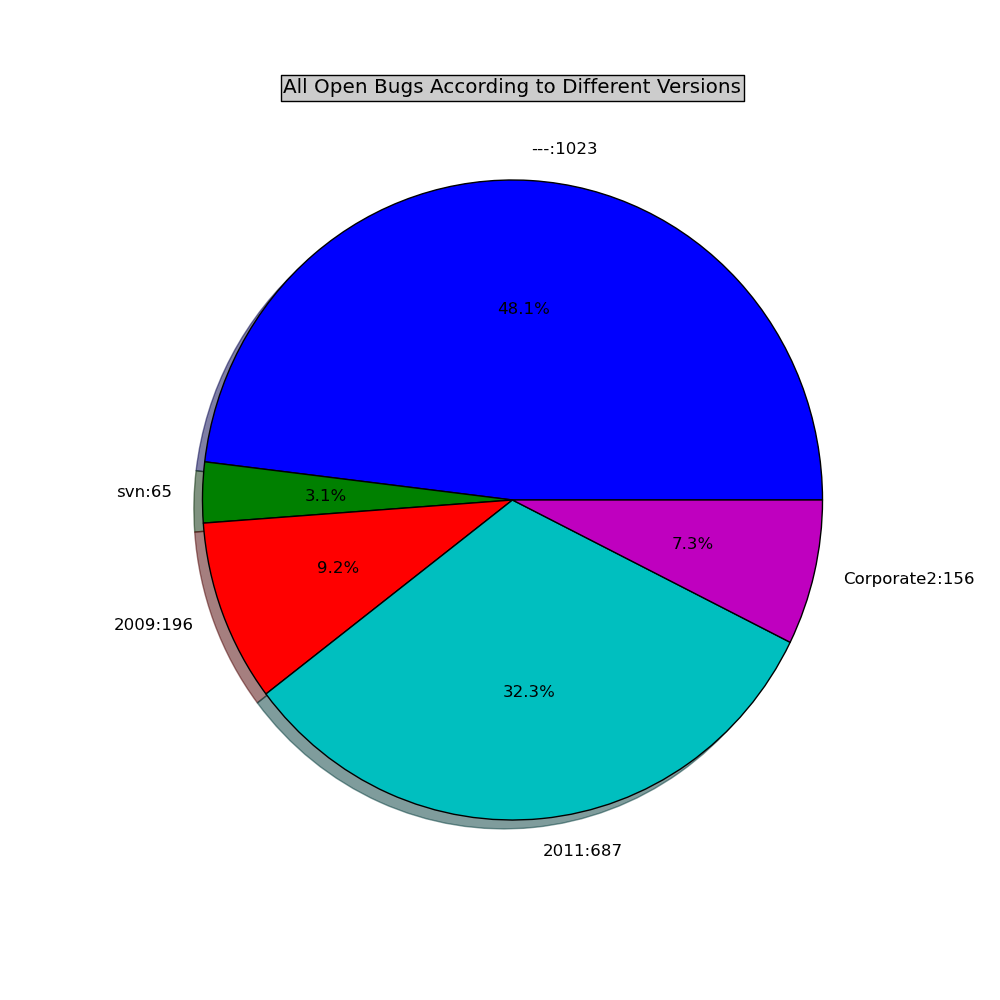 All Open Bugs According to Different Versions
---:1023
48.1%
svn:65
3.1%
7.3%
9.2%
Corporate2:156
2009:196
32.3%
2011:687